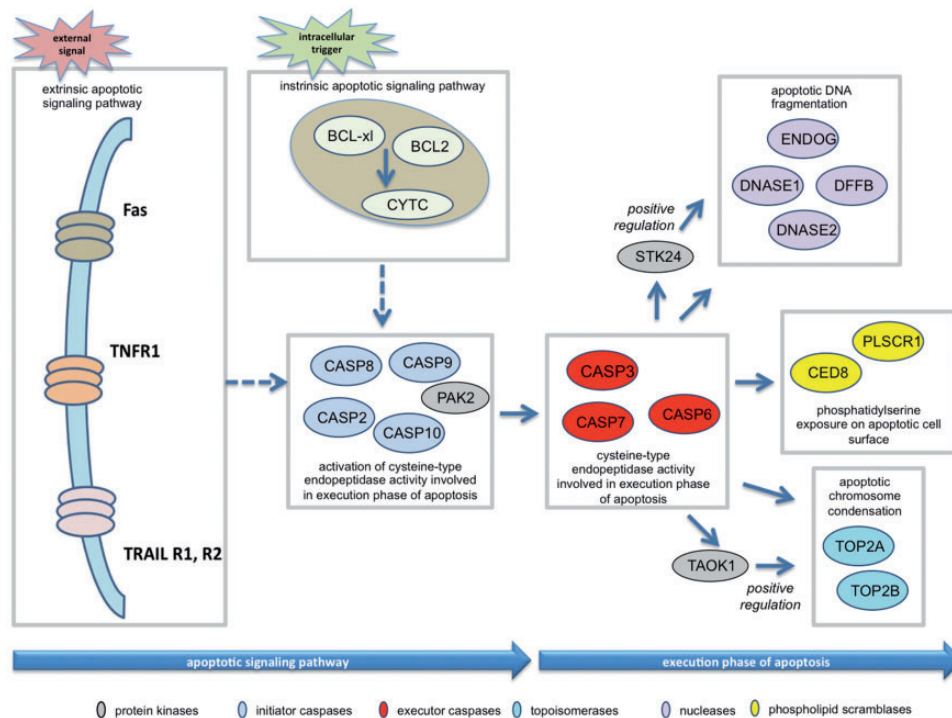 external
signal
extrinsic apoptotic
signaling pathway
Fas
TNFR1
TRAIL R1, R2
intracellular
trigger
instrinsic apoptotic signaling pathway
BCL-xl
BCL2
CYTC
CASP8
CASP9
PAK2
CASP2
CASP10
activation of cysteine-type
endopeptidase activity involved
in execution phase of apoptosis
CASP3
CASP7
CASP6
cysteine-type
endopeptidase activity
involved in execution phase
of apoptosis
positive
regulation
STK24
apoptotic DNA
fragmentation
ENDOG
DNASE1
DFFB
DNASE2
PLSCR1
CED8
phosphatidylserine
exposure on apoptotic cell
surface
TAOK1
positive
regulation
apoptotic
chromosome
condensation
TOP2A
TOP2B
apoptotic signaling pathway
execution phase of apoptosis
protein kinases
initiator caspases
executor caspases
topoisomerases
nucleases
phospholipid scramblases